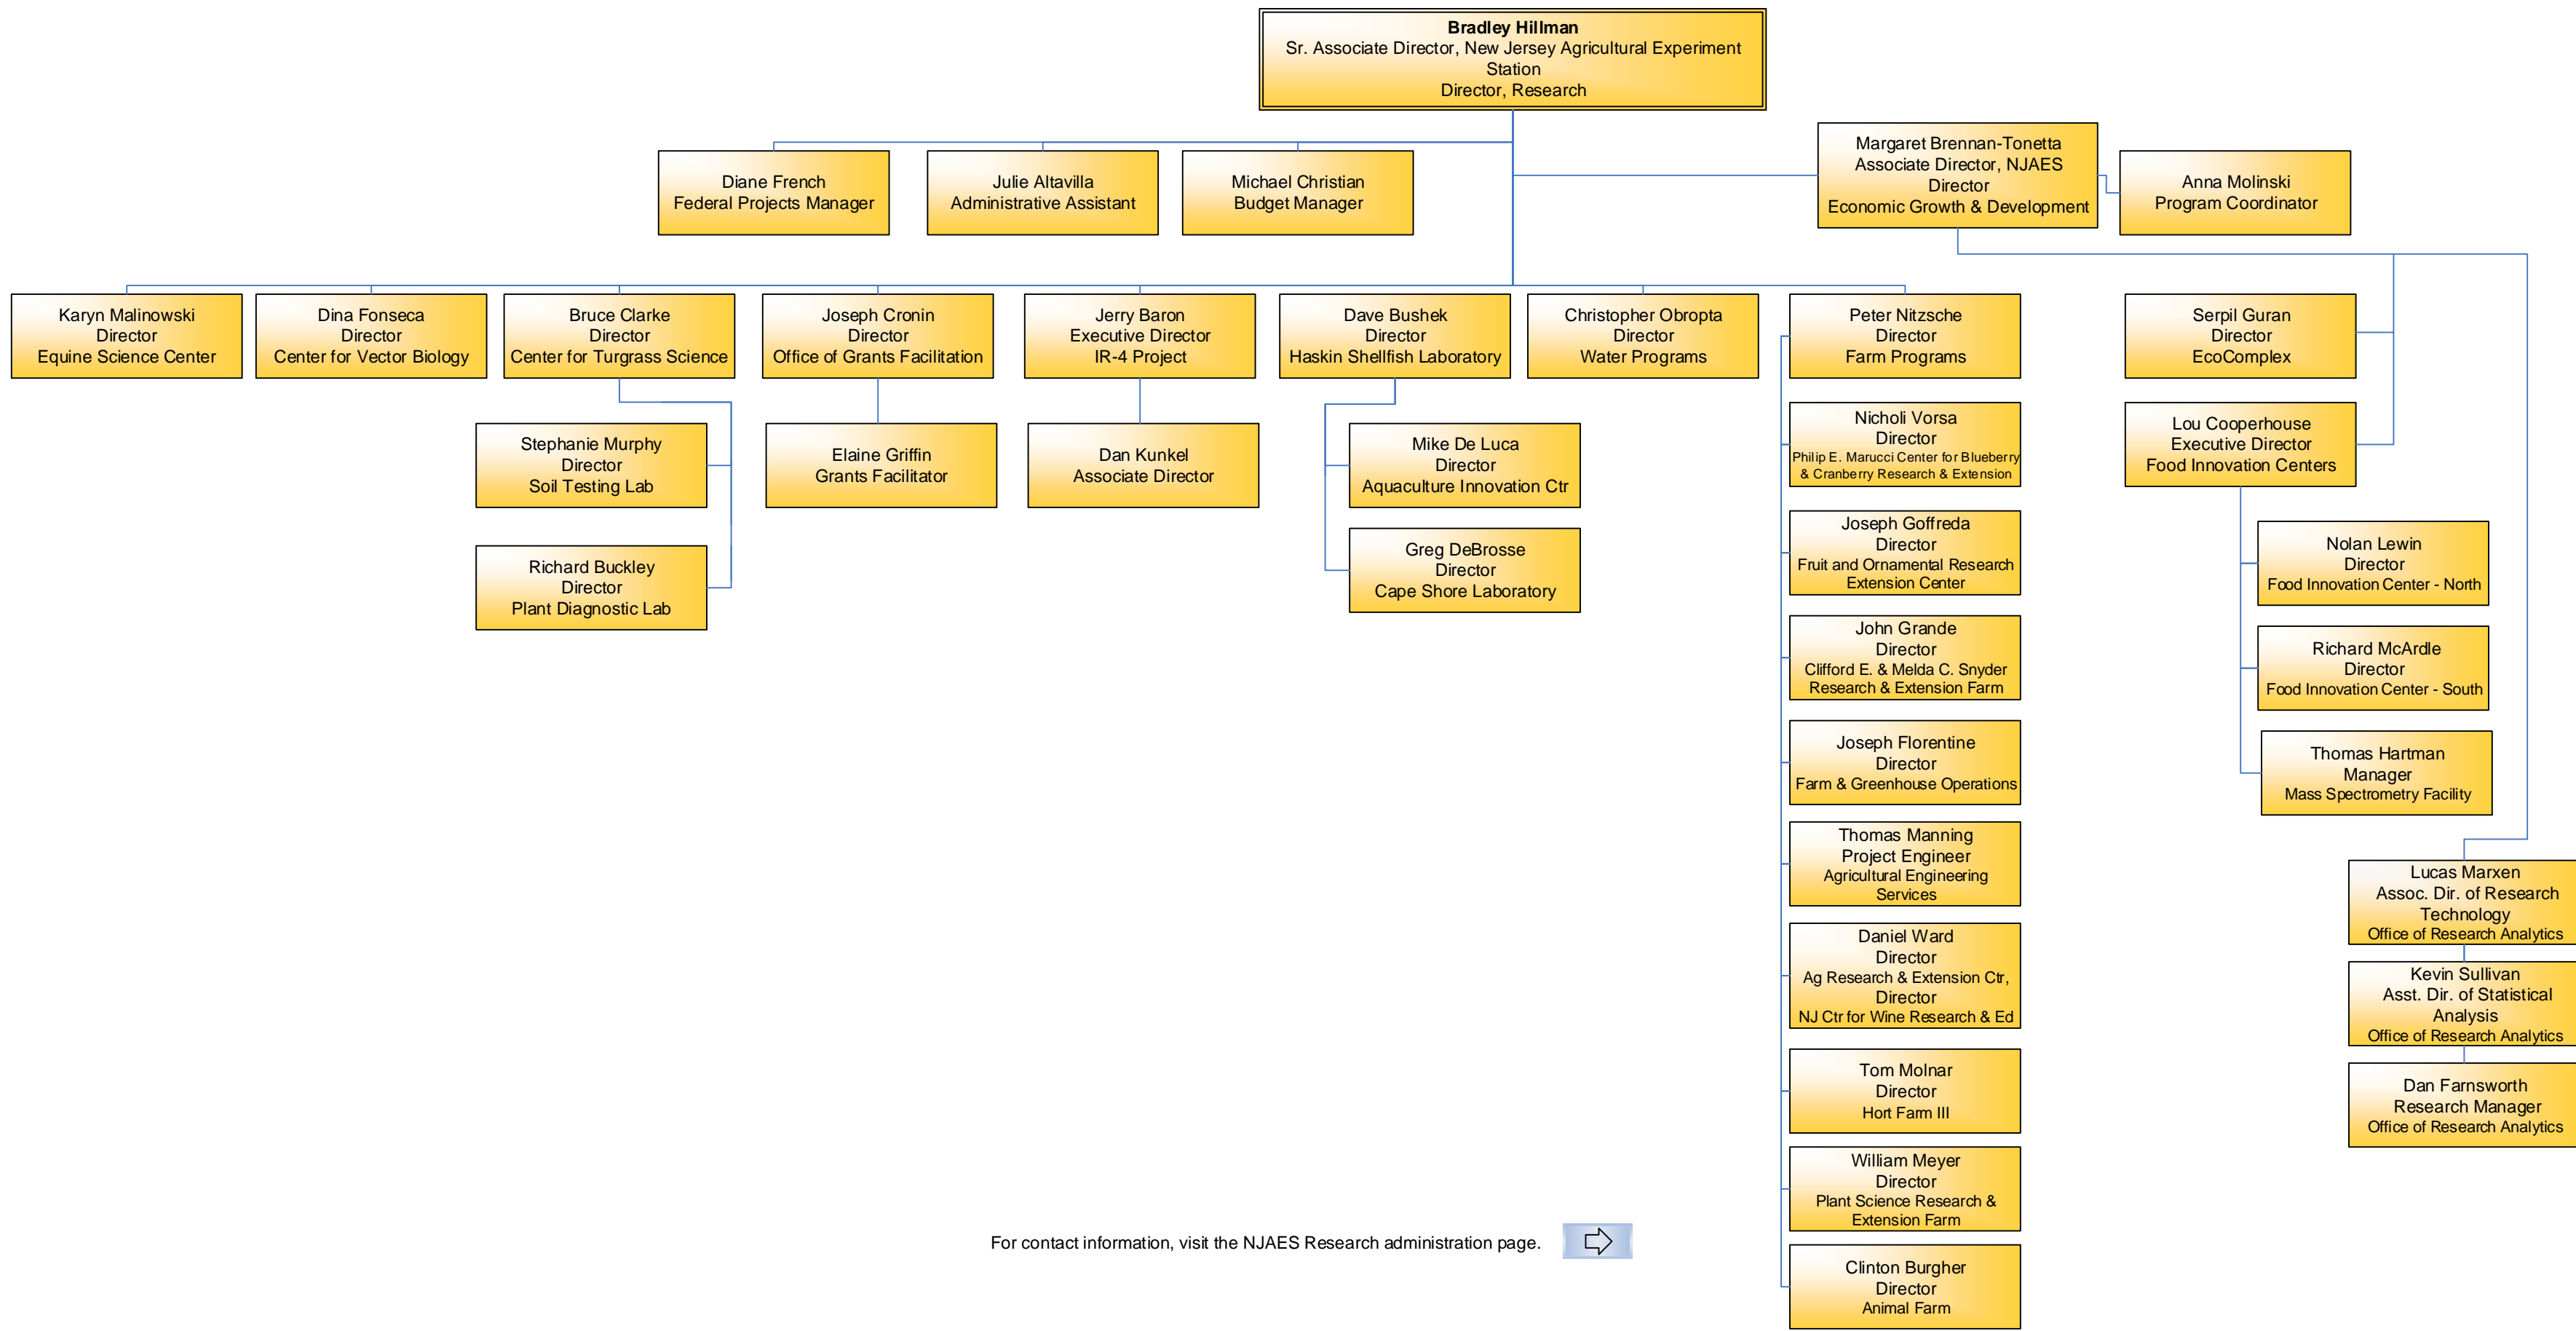 Bradley Hillman
Sr. Associate Director, New Jersey Agricultural Experiment
Station
Director, Research
Diane French
Federal Projects Manager
Julie Altavilla
Administrative Assistant
Michael Christian
Budget Manager
Margaret Brennan-Tonetta
Associate Director, NJAES
Director
Economic Growth & Development
Anna Molinski
Program Coordinator
Karyn Malinowski
Director
Equine Science Center
Dina Fonseca
Director
Center for Vector Biology
Bruce Clarke
Director
Center for Turgrass Science
Joseph Cronin
Director
Office of Grants Facilitation
Jerry Baron
Executive Director
IR-4 Project
Dave Bushek
Director
Haskin Shellfish Laboratory
Christopher Obropta
Director
Water Programs
Peter Nitzsche
Director
Farm Programs
Serpil Guran
Director
EcoComplex
Stephanie Murphy
Director
Soil Testing Lab
Richard Buckley
Director
Plant Diagnostic Lab
Elaine Griffin
Grants Facilitator
Dan Kunkel
Associate Director
Mike De Luca
Director
Aquaculture Innovation Ctr
Greg DeBrosse
Director
Cape Shore Laboratory
Nicholi Vorsa
Director
Philip E. Marucci Center for Blueberry
& Cranberry Research & Extension
Joseph Goffreda
Director
Fruit and Ornamental Research
Extension Center
John Grande
Director
Clifford E. & Melda C. Snyder
Research & Extension Farm
Joseph Florentine
Director
Farm & Greenhouse Operations
Thomas Manning
Project Engineer
Agricultural Engineering
Services
Daniel Ward
Director
Ag Research & Extension Ctr,
Director
NJ Ctr for Wine Research & Ed
Tom Molnar
Director
Hort Farm III
William Meyer
Director
Plant Science Research &
Extension Farm
Clinton Burgher
Director
Animal Farm
Lou Cooperhouse
Executive Director
Food Innovation Centers
Nolan Lewin
Director
Food Innovation Center - North
Richard McArdle
Director
Food Innovation Center - South
Thomas Hartman
Manager
Mass Spectrometry Facility
Lucas Marxen
Assoc. Dir. of Research
Technology
Office of Research Analytics
Kevin Sullivan
Asst. Dir. of Statistical
Analysis
Office of Research Analytics
Dan Farnsworth
Research Manager
Office of Research Analytics
For contact information, visit the NJAES Research administration page.